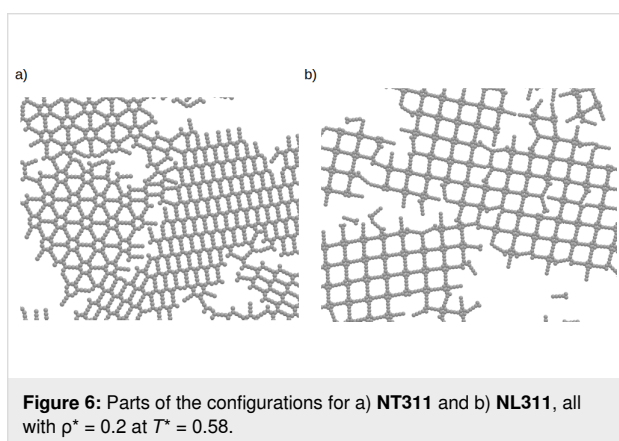 a)
b)
Figure 6: Parts of the configurations for a) NT311 and b) NL311, all
with ρ* = 0.2 at T* = 0.58.